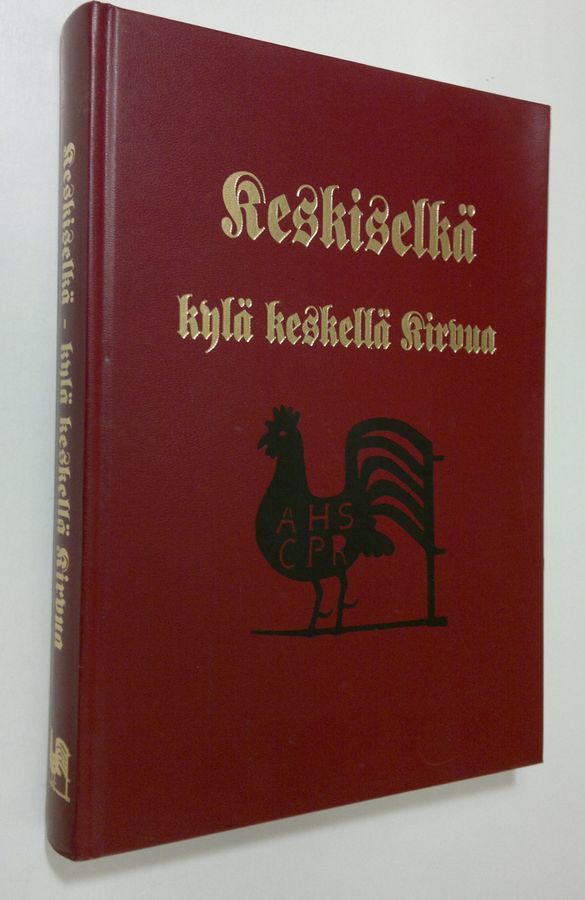 Keskiselkä
kylä keskellä Kirvua
AHS
CPR
Keskiselkä - kylä keskellä Kirvua